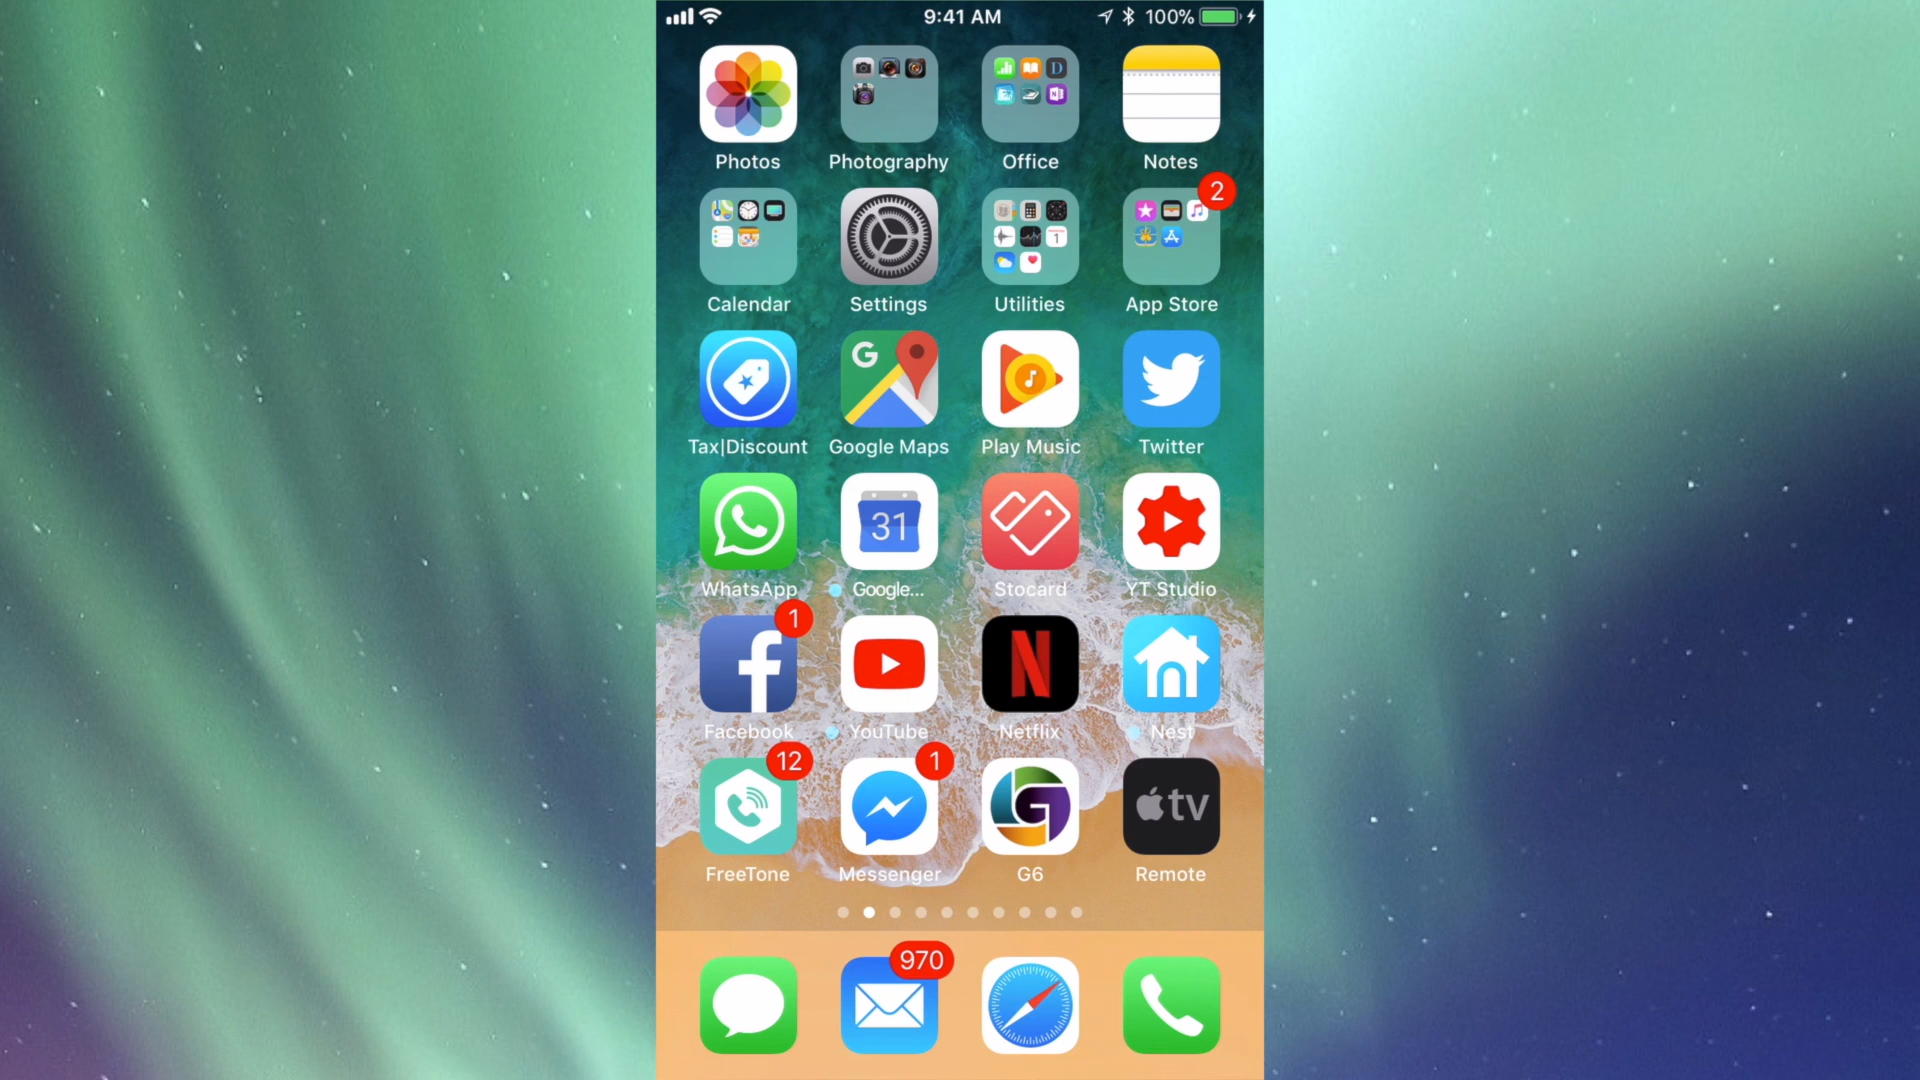 9:41 AM 100%
Photos Photography Office Notes
2
Calendar Settings Utilities App Store
G
Tax|Discount Google Maps Play Music Twitter
31
WhatsApp Google... Stocard YT Studio
1
Facebook YouTube Netflix Nest
12 1
tv
FreeTone Messenger G6 Remote
970